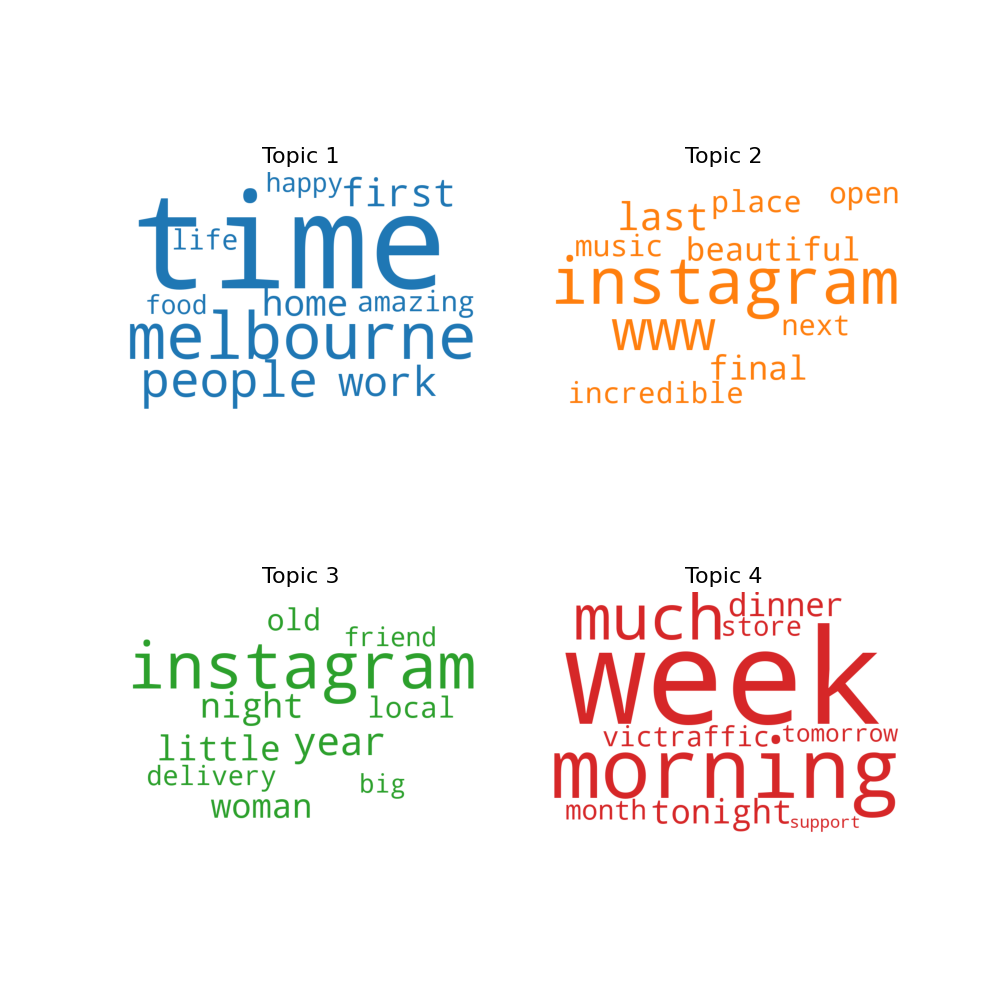 Topic 1
happy first
time
life
food home amazing
melbourne
people work
Topic 2
open
last place
music beautiful
instagram
www next
final
incredible
Topic 3
old
friend
instagram
night local
little year
delivery big
woman
Topic 4
much dinner
store
week
victraffic tomorrow
morning
month tonight support